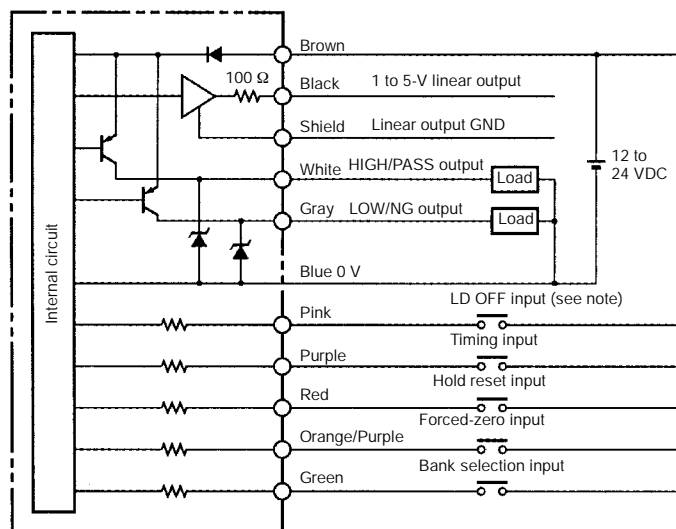 Brown
100 Ω
Black 1 to 5-V linear output
Shield Linear output GND
White HIGH/PASS output
Load
12 to
24 VDC
Gray LOW/NG output
Load
Internal circuit
Blue 0 V
LD OFF input (see note)
Pink
Timing input
Purple
Hold reset input
Red
Forced-zero input
Orange/Purple
Bank selection input
Green